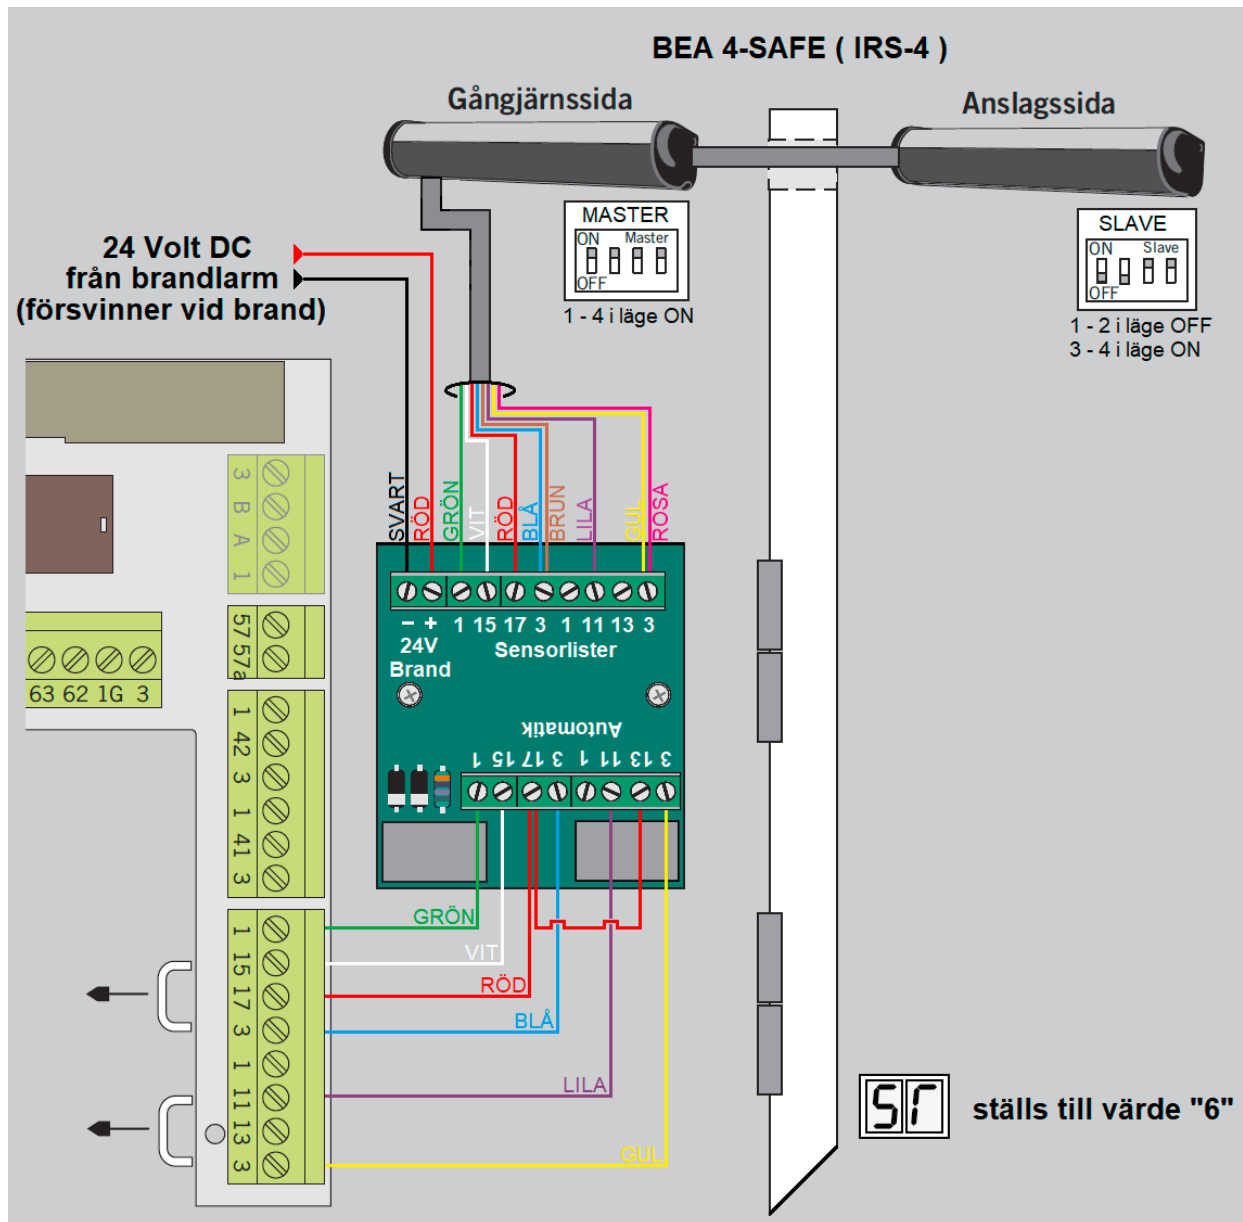 BEA 4-SAFE ( IRS-4 )
Gångjärnssida
Anslagssida
MASTER
ON Master
OFF
1 - 4 i läge ON
SLAVE
ON Slave
OFF
1 - 2 i läge OFF
3 - 4 i läge ON
24 Volt DC
från brandlarm
(försvinner vid brand)
SVART
RÖD
GRÖN
VIT
RÖD
BLÅ
BRUN
LILA
GUL
ROSA
– + 1 15 17 3 1 11 13 3
24V
Brand
Sensorlister
Automatik
1 15 17 3 1 11 13 3
3
B
A
1
57
57a
63 62 1G 3
1
42
3
1
41
3
1
15
17
3
1
11
13
3
GRÖN
VIT
RÖD
BLÅ
LILA
GUL
ST ställs till värde "6"